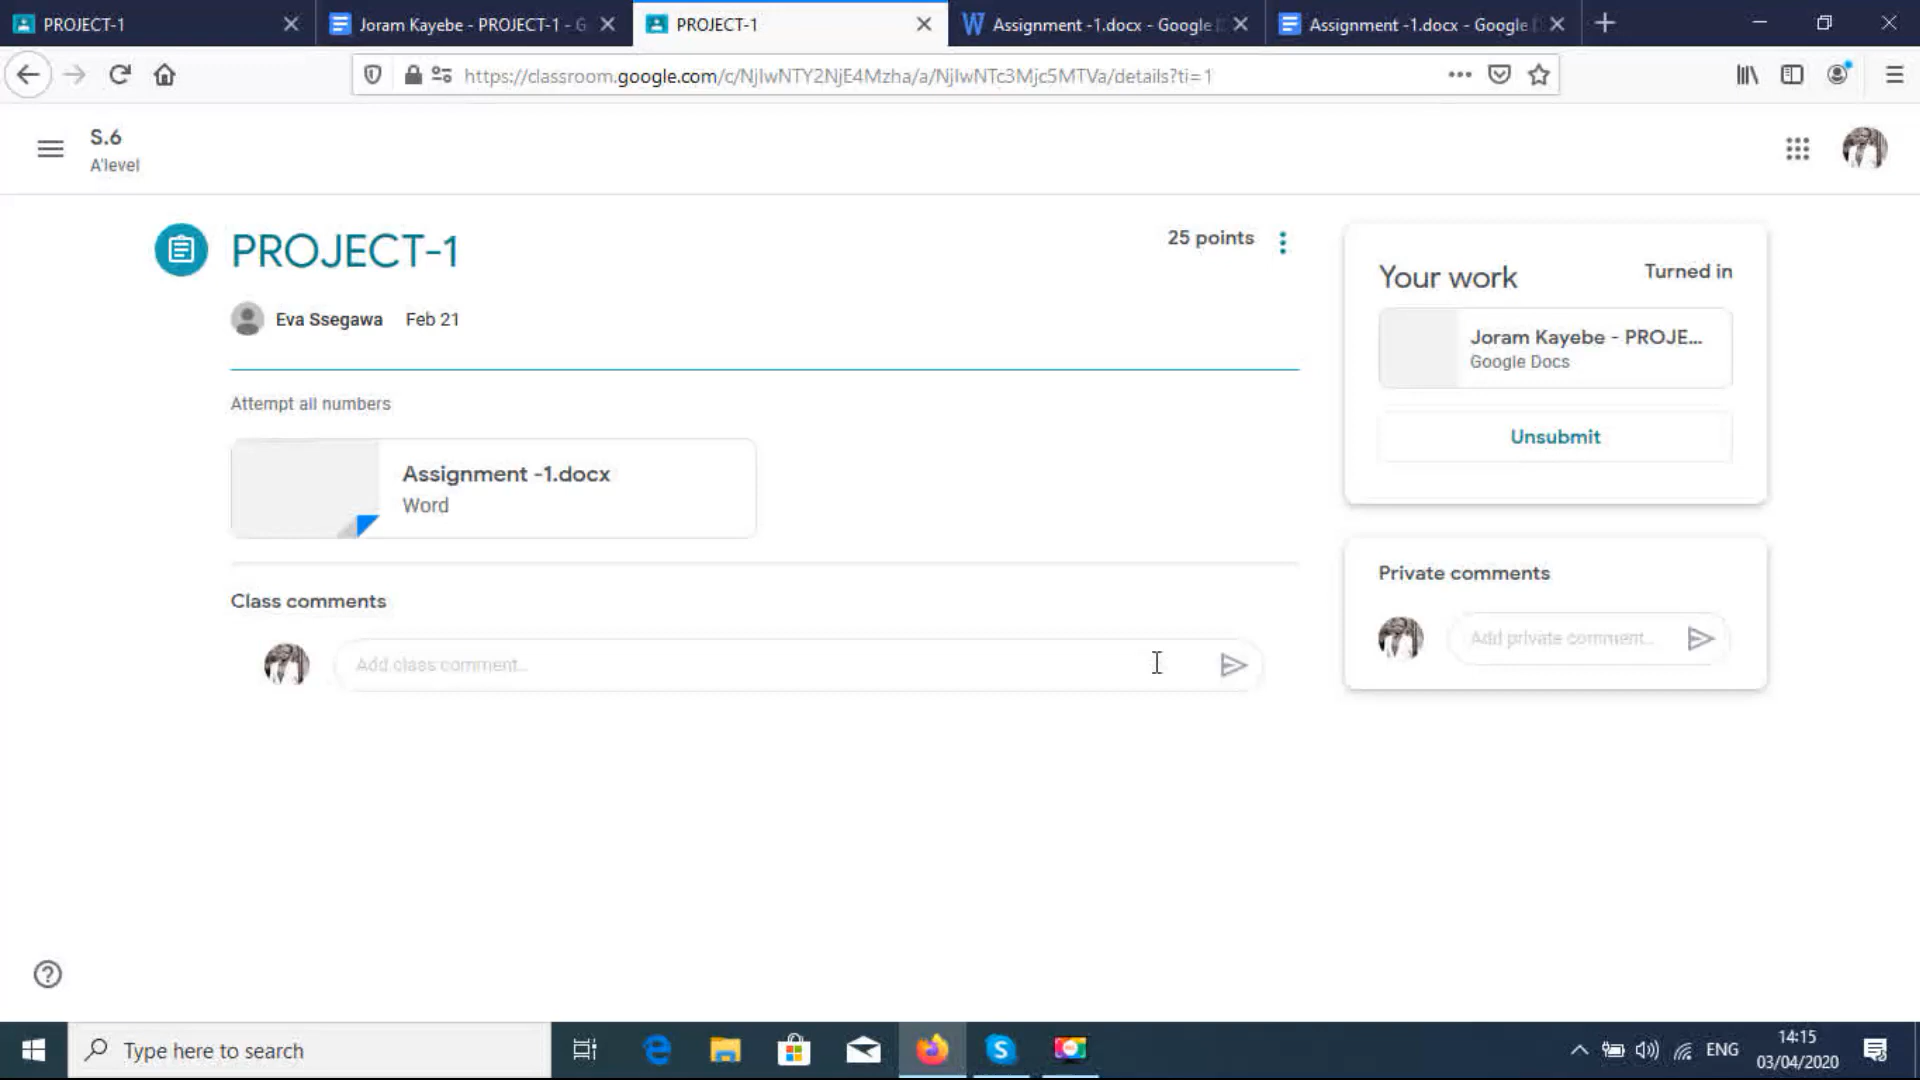 PROJECT-1
Joram Kayebe - PROJECT-1 - G
PROJECT-1
Assignment -1.docx - Google D
Assignment -1.docx - Google D
https://classroom.google.com/c/NjIwNTY2NjE4Mzha/a/NjIwNTc3Mjc5MTVa/details?ti=1
S.6
A'level
PROJECT-1
25 points
Eva Ssegawa Feb 21
Attempt all numbers
Assignment -1.docx
Word
Class comments
Add class comment...
Your work
Turned in
Joram Kayebe - PROJE...
Google Docs
Unsubmit
Private comments
Add private comment...
Type here to search
ENG
14:15
03/04/2020